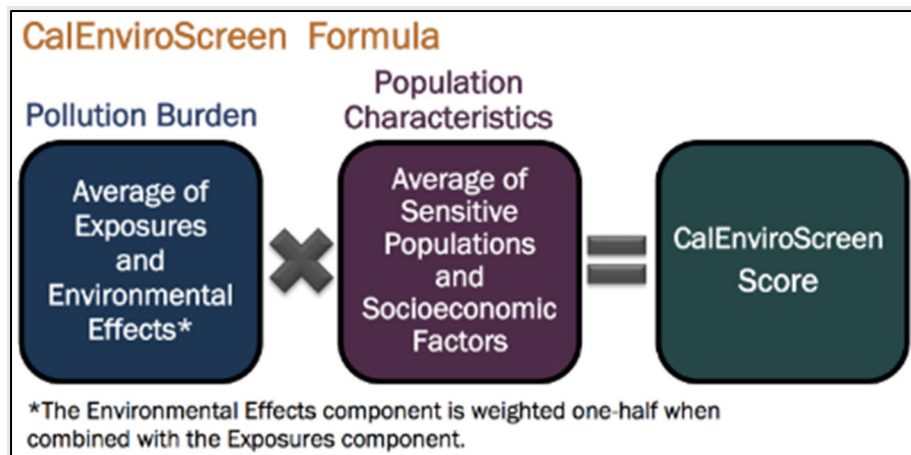 CalEnviroScreen Formula
Pollution Burden
Average of
Exposures
and
Environmental
Effects*
Population
Characteristics
Average of
Sensitive
Populations
and
Socioeconomic
Factors
CalEnviroScreen
Score
*The Environmental Effects component is weighted one-half when
combined with the Exposures component.